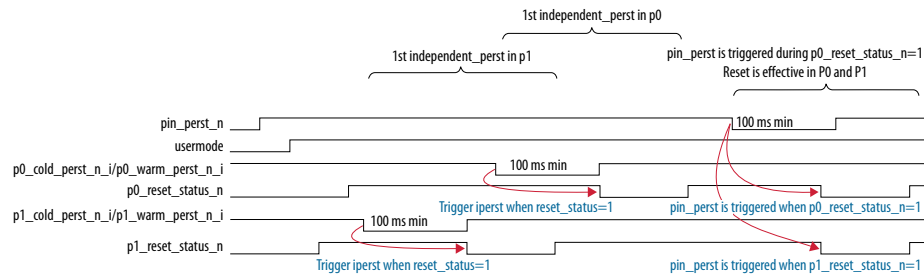 1st independent_perst in p0
1st independent_perst in p1
pin_perst is triggered during p0_reset_status_n=1
Reset is effective in P0 and P1
pin_perst_n
100 ms min
usermode
p0_cold_perst_n_i/p0_warm_perst_n_i
100 ms min
p0_reset_status_n
Trigger iperst when reset_status=1
pin_perst is triggered when p0_reset_status_n=1
p1_cold_perst_n_i/p1_warm_perst_n_i
100 ms min
p1_reset_status_n
Trigger iperst when reset_status=1
pin_perst is triggered when p1_reset_status_n=1